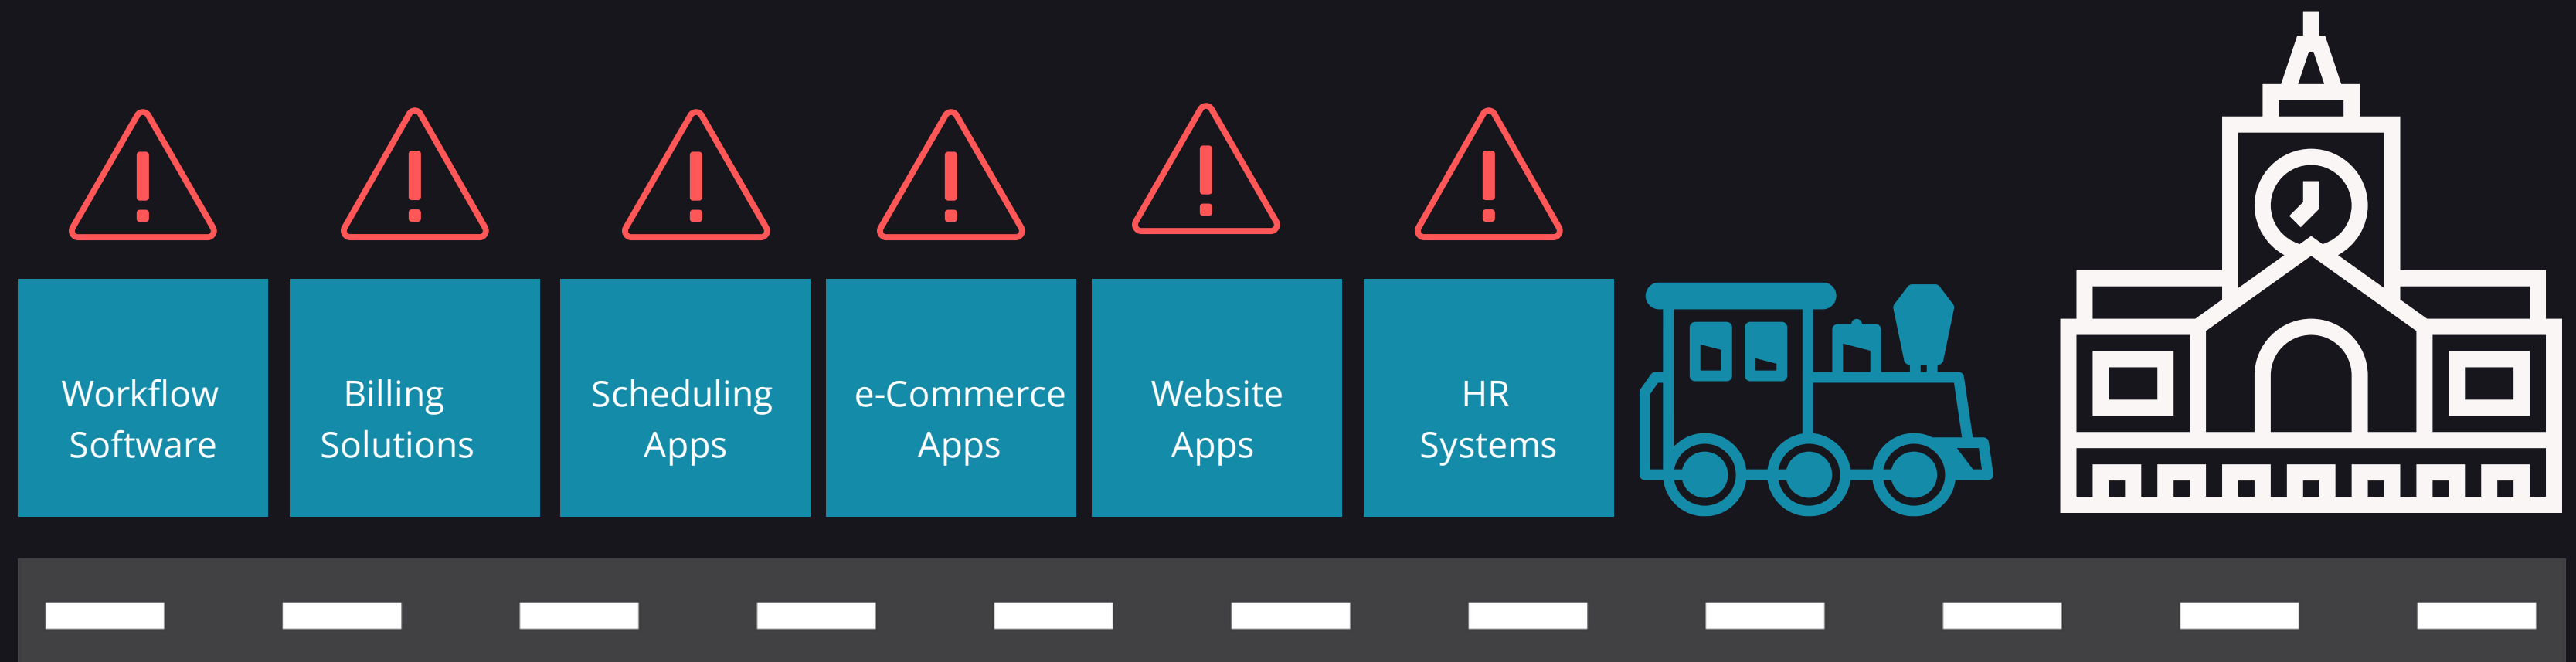 Workflow
Software
Billing
Solutions
Scheduling
Apps
e-Commerce
Apps
Website
Apps
HR
Systems